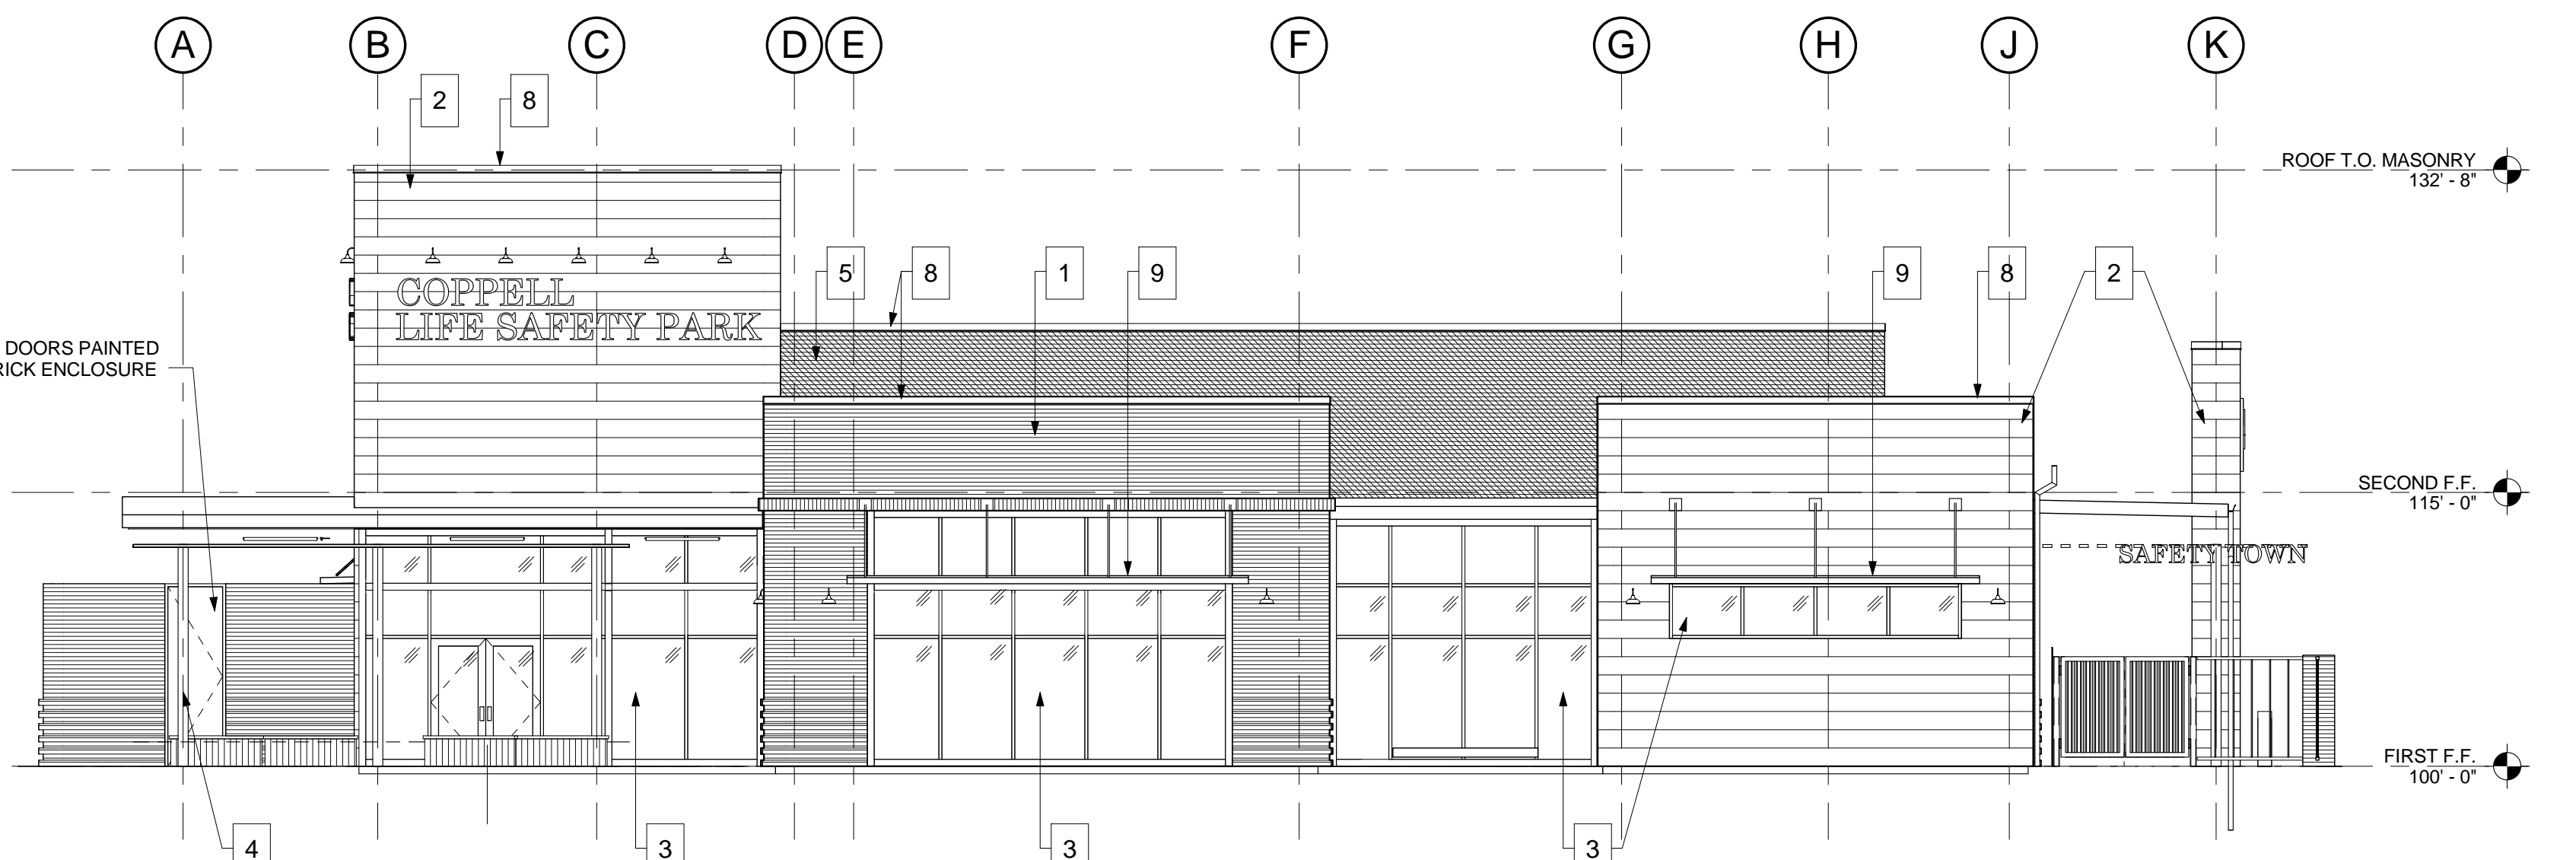 A B C D E F G H J K
2 8
ROOF T.O. MASONRY
132' - 8"
5 8 1 9 9 8 2
COPPELL
LIFE SAFETY PARK
DOORS PAINTED
ENCLOSURE
SECOND F.F.
115' - 0"
SAFETY TOWN
FIRST F.F.
100' - 0"
4 3 3 3